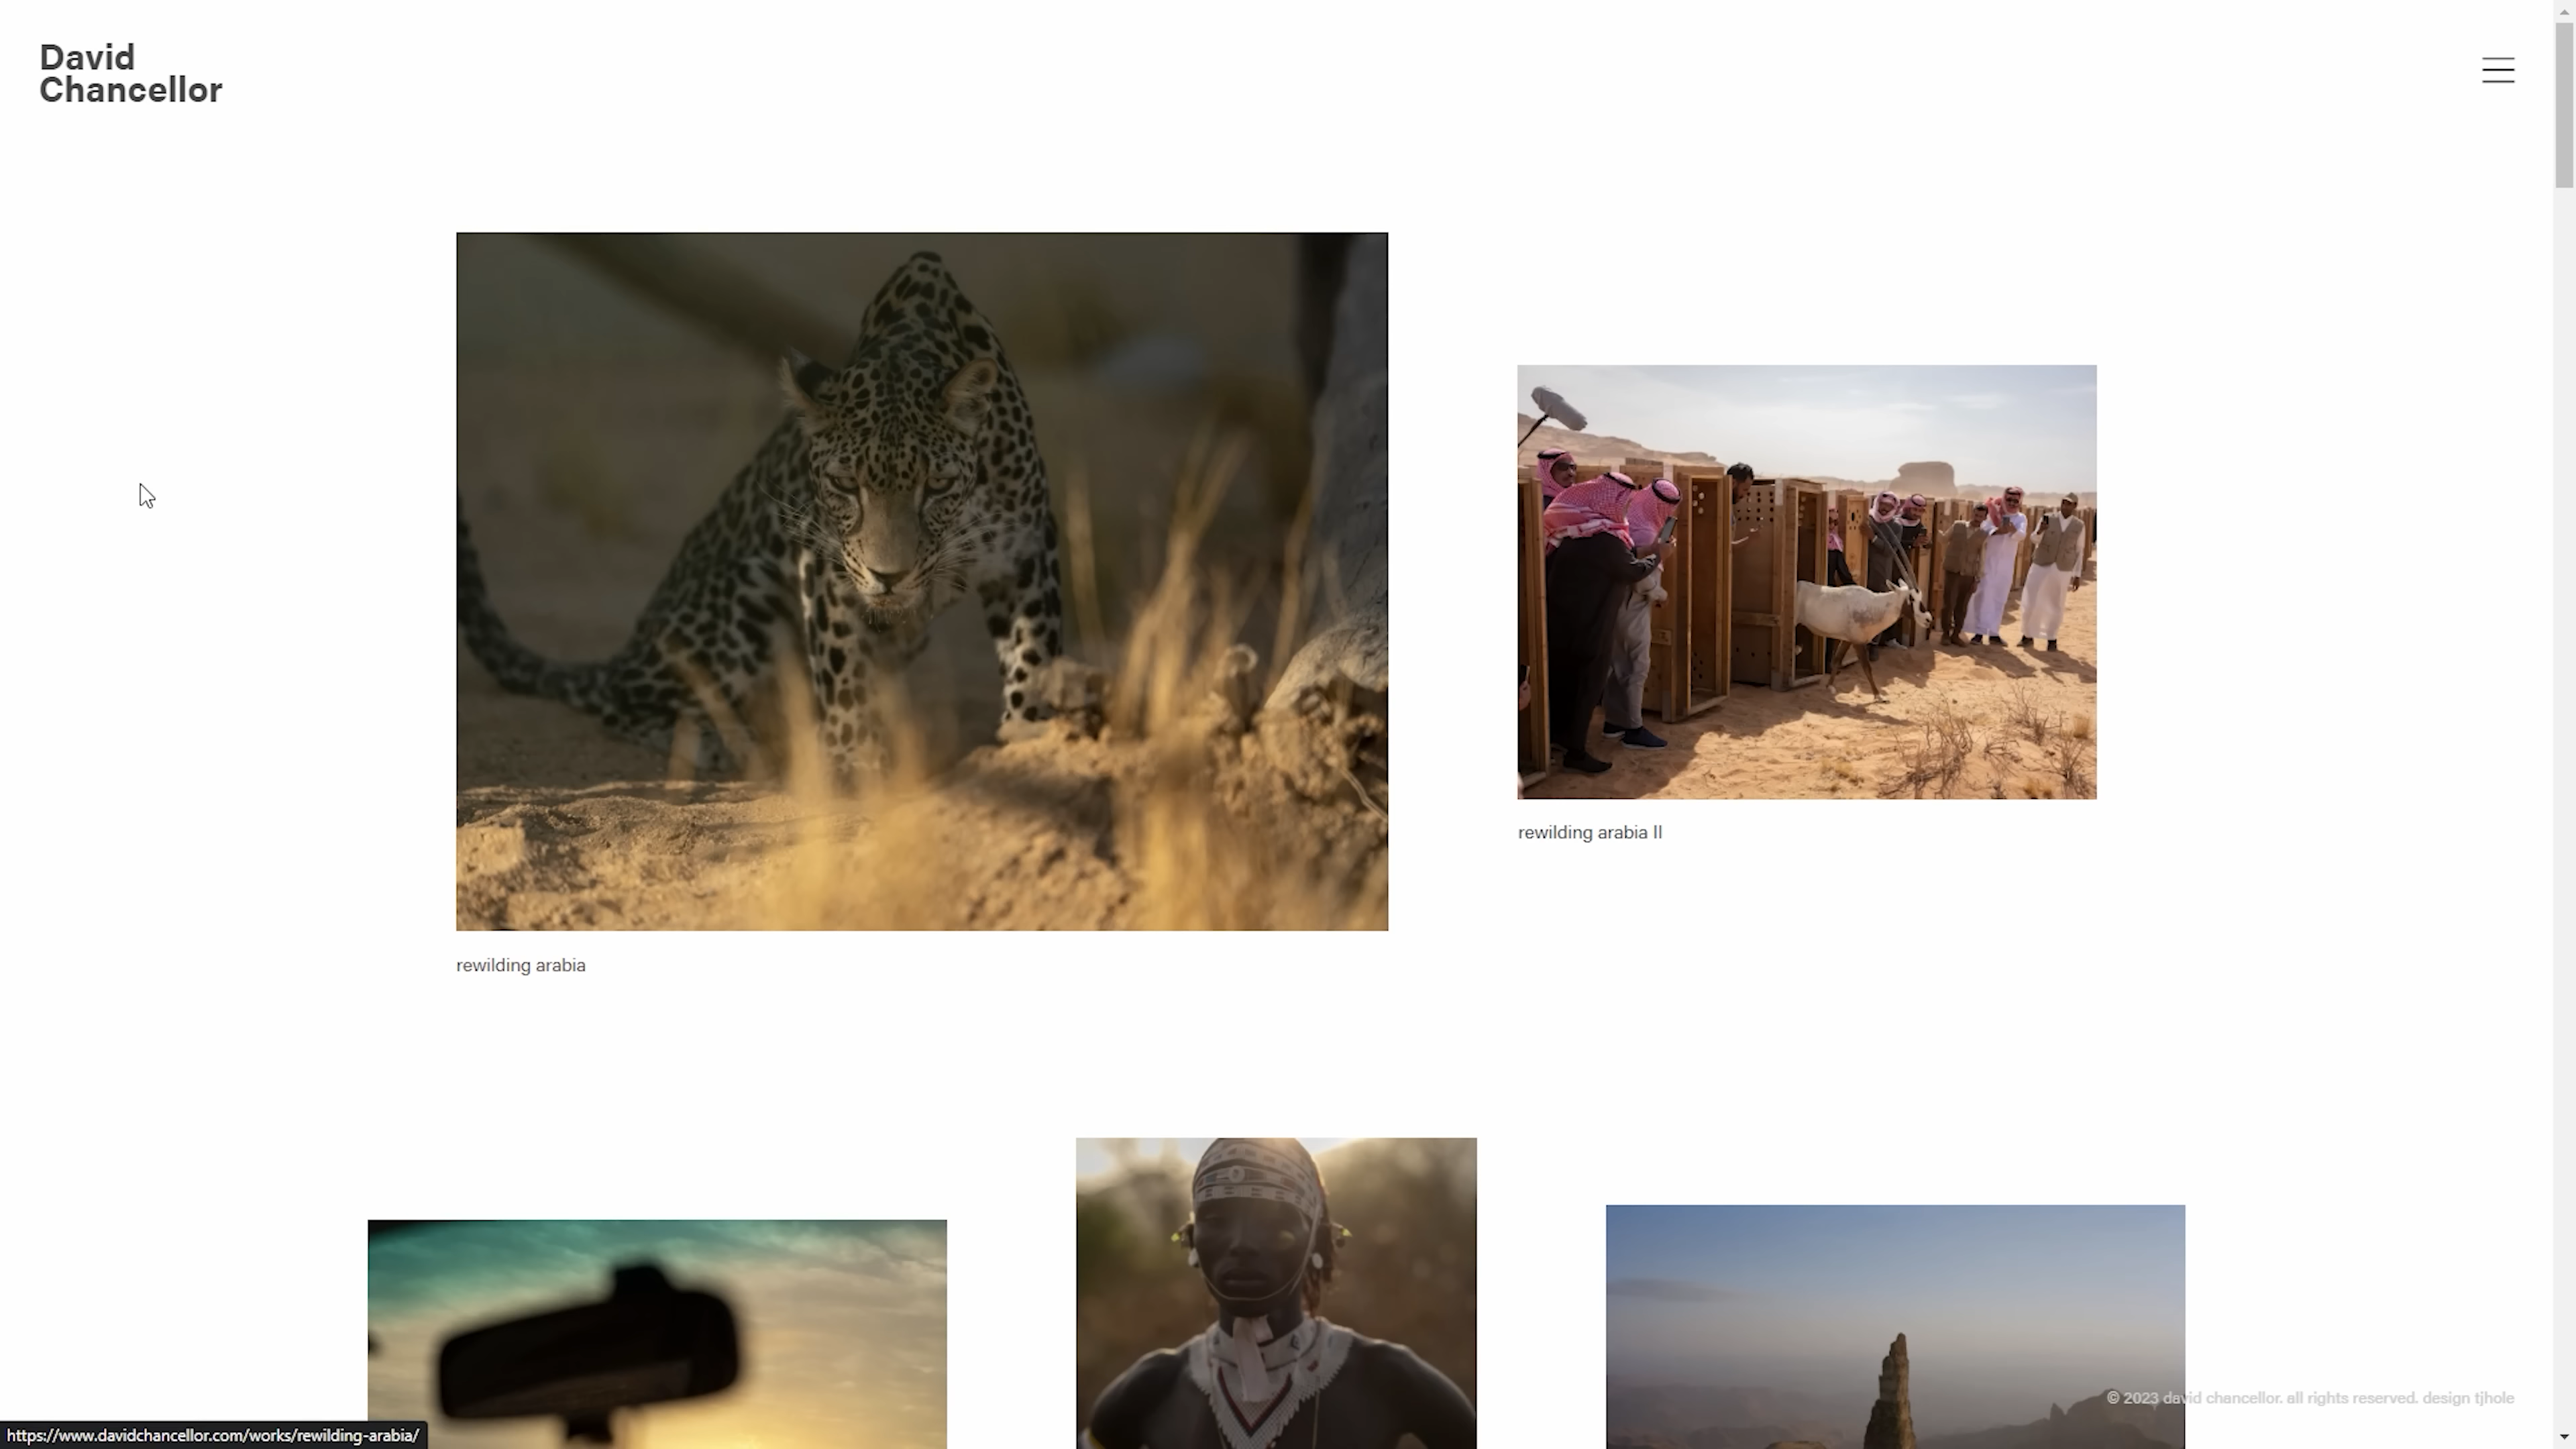 David
Chancellor
rewilding arabia II
rewilding arabia
© 2023 david chancellor. all rights reserved. design tjhole
https://www.davidchancellor.com/works/rewilding-arabia/